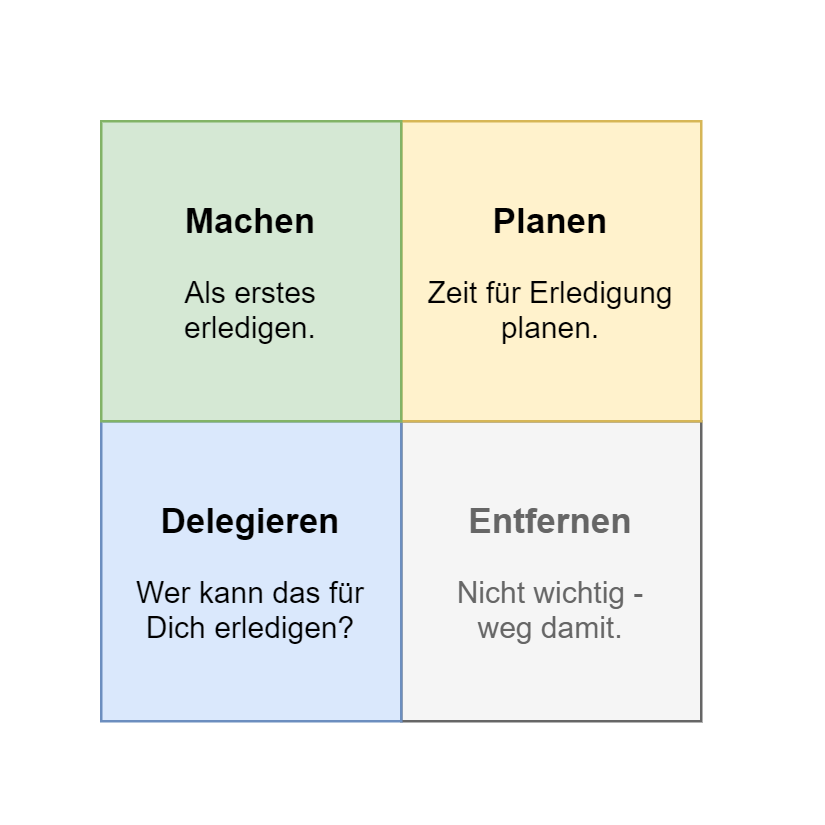 Machen
Als erstes
erledigen.
Planen
Zeit für Erledigung
planen.
Delegieren
Wer kann das für
Dich erledigen?
Entfernen
Nicht wichtig -
weg damit.